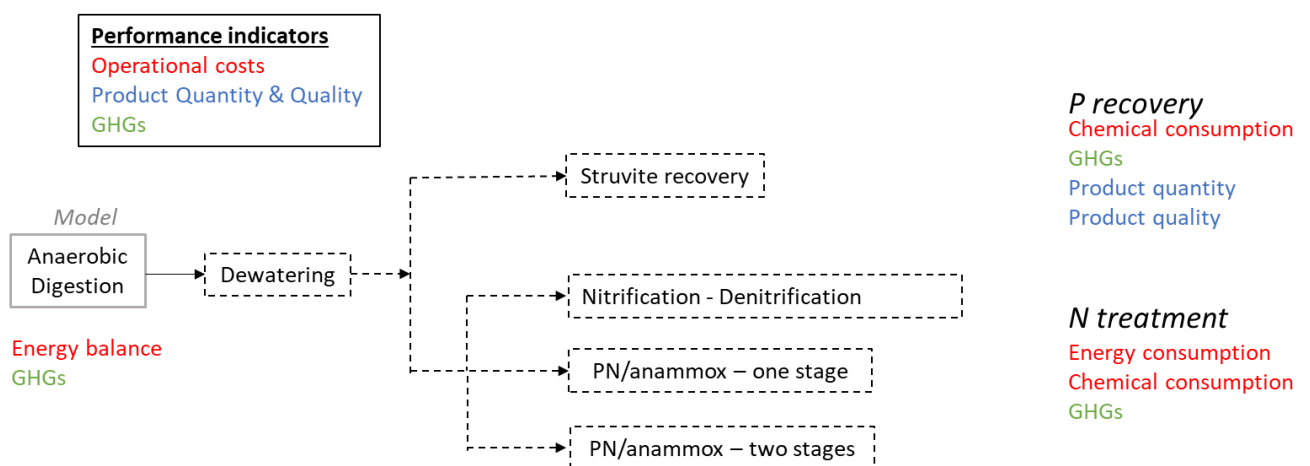 Performance indicators
Operational costs
Product Quantity & Quality
GHGs
P recovery
Chemical consumption
GHGs
Product quantity
Product quality
Struvite recovery
Model
Anaerobic
Digestion
Dewatering
Nitrification - Denitrification
Energy balance
GHGs
PN/anammox – one stage
PN/anammox – two stages
N treatment
Energy consumption
Chemical consumption
GHGs